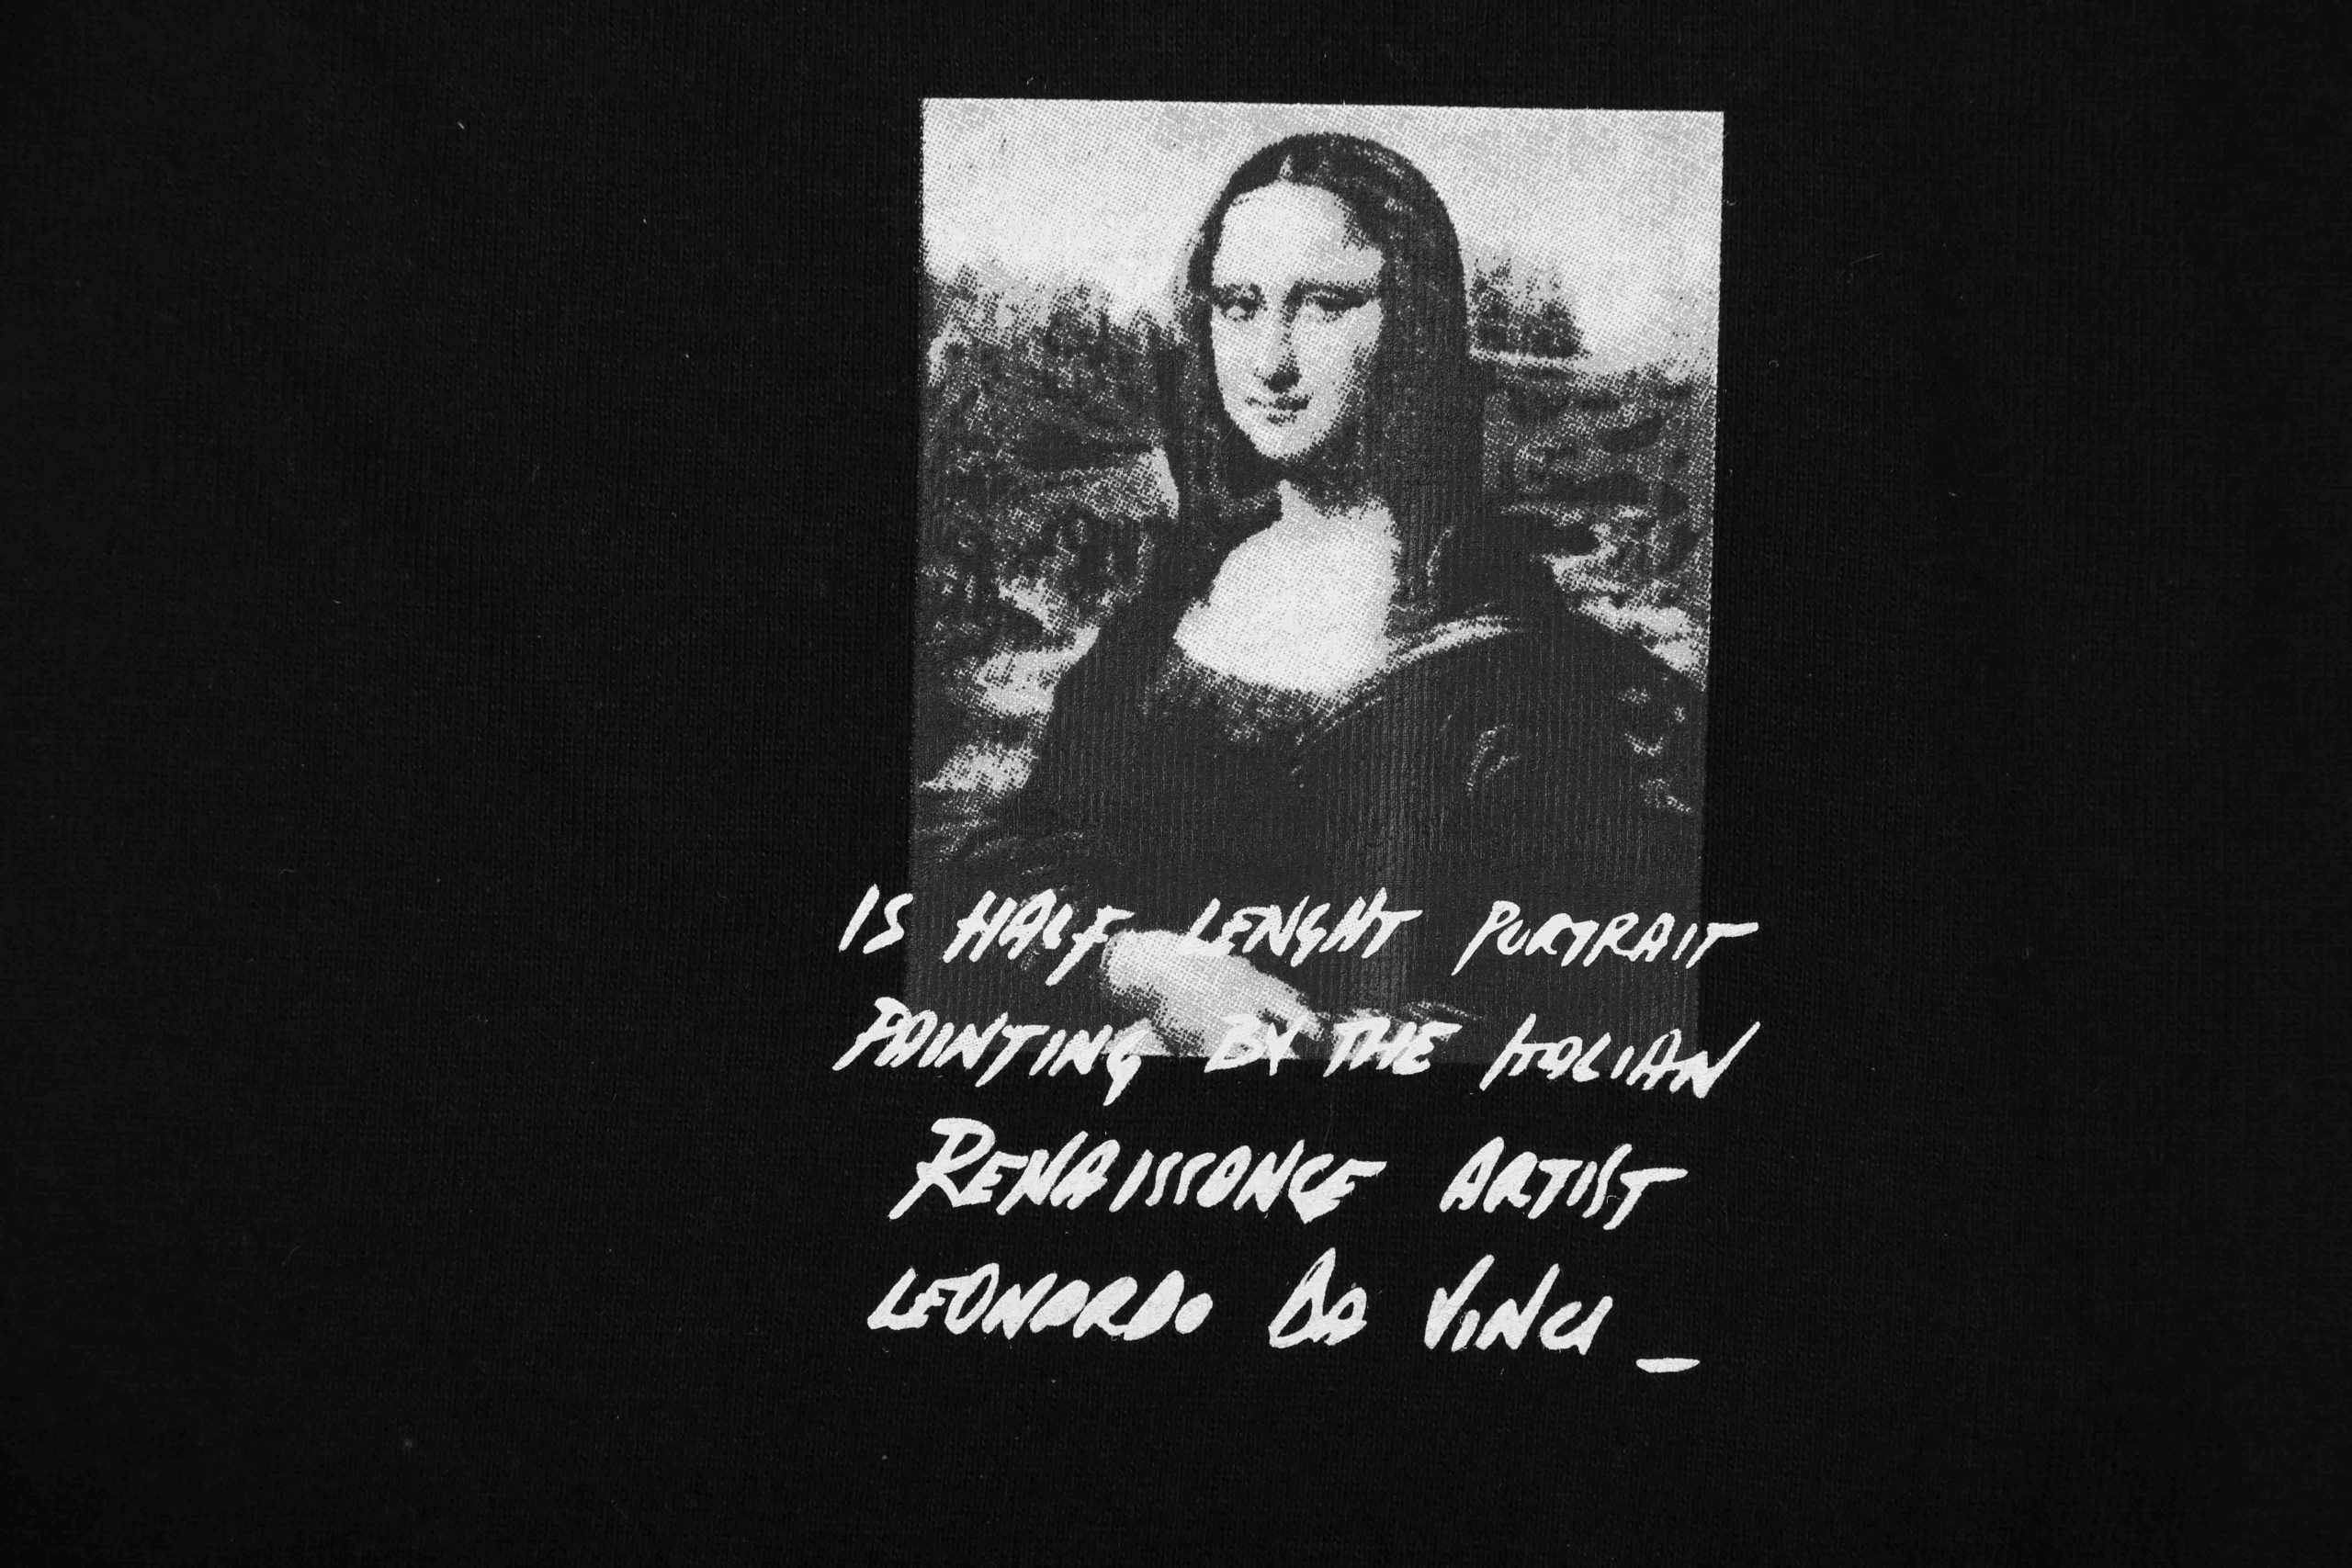 IS HALF LENGHT PORTRAIT
PAINTING BY THE ITALIAN
RENAISSANCE ARTIST
LEONARDO DA VINCI _